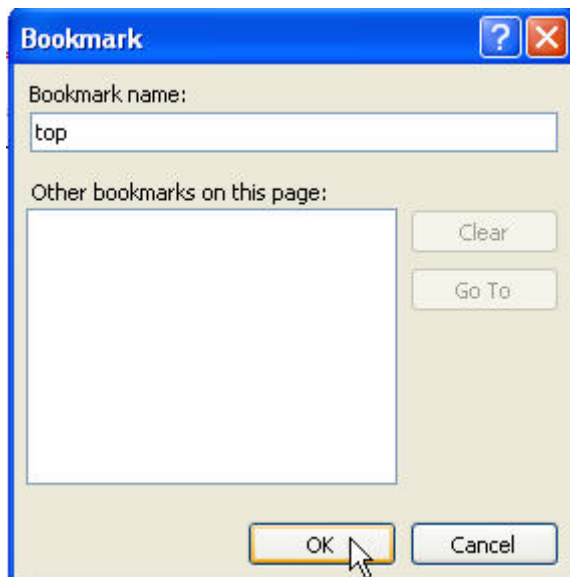 Bookmark
Bookmark name:
top
Other bookmarks on this page:
Clear
Go To
OK
Cancel